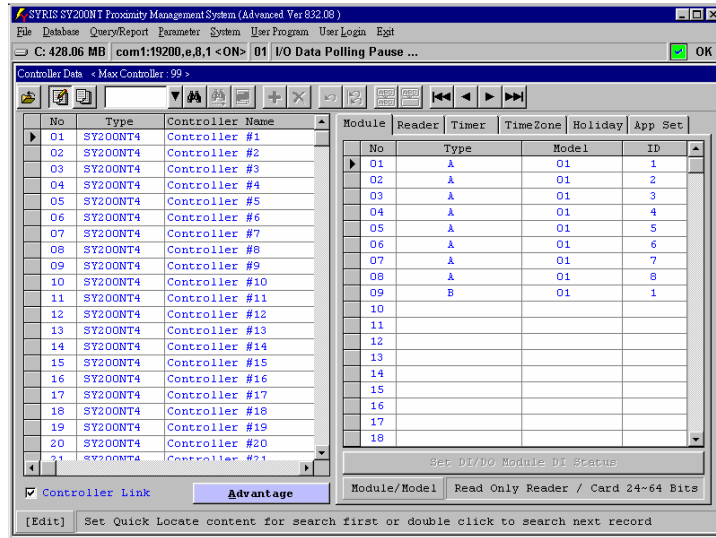 SYRIS SY200NT Proximity Management System (Advanced Ver 832.08 )
File Database Query/Report Parameter System User Program User Login Exit
C: 428.06 MB com1:19200,e,8,1 <ON> 01 I/O Data Polling Pause ... OK
Controller Data < Max Controller : 99 >
No Type Controller Name
01 SY200NT4 Controller #1
02 SY200NT4 Controller #2
03 SY200NT4 Controller #3
04 SY200NT4 Controller #4
05 SY200NT4 Controller #5
06 SY200NT4 Controller #6
07 SY200NT4 Controller #7
08 SY200NT4 Controller #8
09 SY200NT4 Controller #9
10 SY200NT4 Controller #10
11 SY200NT4 Controller #11
12 SY200NT4 Controller #12
13 SY200NT4 Controller #13
14 SY200NT4 Controller #14
15 SY200NT4 Controller #15
16 SY200NT4 Controller #16
17 SY200NT4 Controller #17
18 SY200NT4 Controller #18
19 SY200NT4 Controller #19
20 SY200NT4 Controller #20
21 SY200NT4 Controller #21
Controller Link Advantage
Module Reader Timer TimeZone Holiday App Set
No Type Model ID
01 A 01 1
02 A 01 2
03 A 01 3
04 A 01 4
05 A 01 5
06 A 01 6
07 A 01 7
08 A 01 8
09 B 01 1
10
11
12
13
14
15
16
17
18
Set DI/DO Module DI Status
Module/Model Read Only Reader / Card 24~64 Bits
[Edit] Set Quick Locate content for search first or double click to search next record